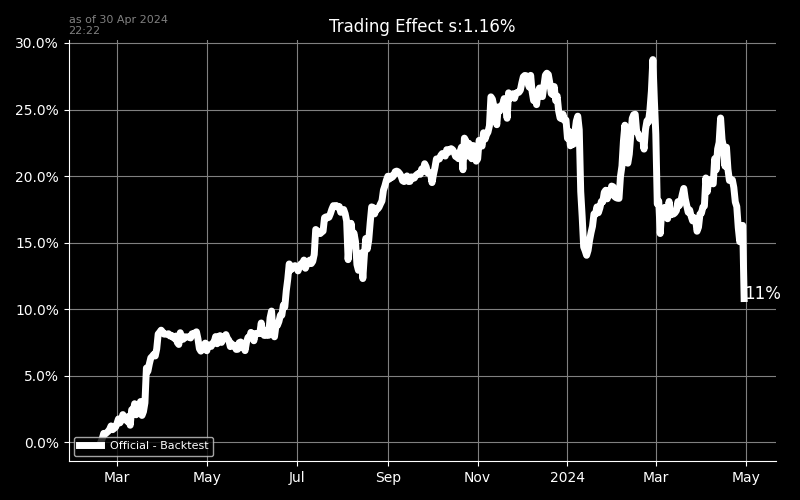 as of 30 Apr 2024
22:22
Trading Effect s:1.16%
30.0%
25.0%
20.0%
15.0%
10.0%
5.0%
0.0%
11%
Official - Backtest
Mar May Jul Sep Nov 2024 Mar May